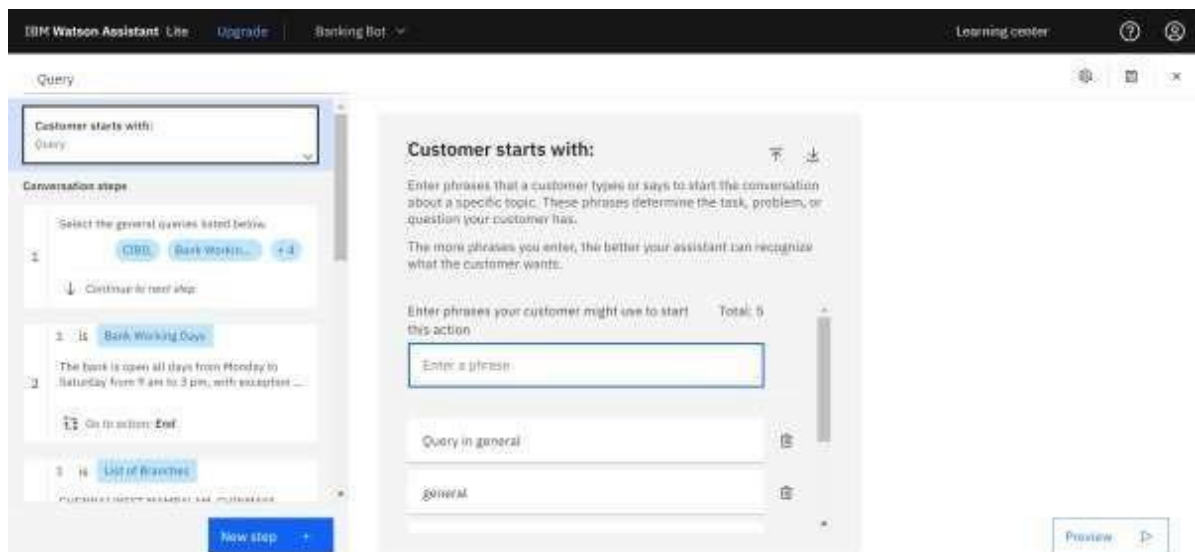 IBM Watson Assistant Lite Upgrade Banking Bot Learning center
Query
Customer starts with:
Query
Conversation steps
1
Select the general queries listed below.
CIBIL Bank Workin... + 4
Continue to next step
2
1 is Bank Working Days
The bank is open all days from Monday to
Saturday from 9 am to 3 pm, with exception ...
Go to action: End
1 is List of Branches
New step +
Customer starts with:
Enter phrases that a customer types or says to start the conversation
about a specific topic. These phrases determine the task, problem, or
question your customer has.
The more phrases you enter, the better your assistant can recognize
what the customer wants.
Enter phrases your customer might use to start
this action
Total: 5
Enter a phrase
Query in general
general
Preview